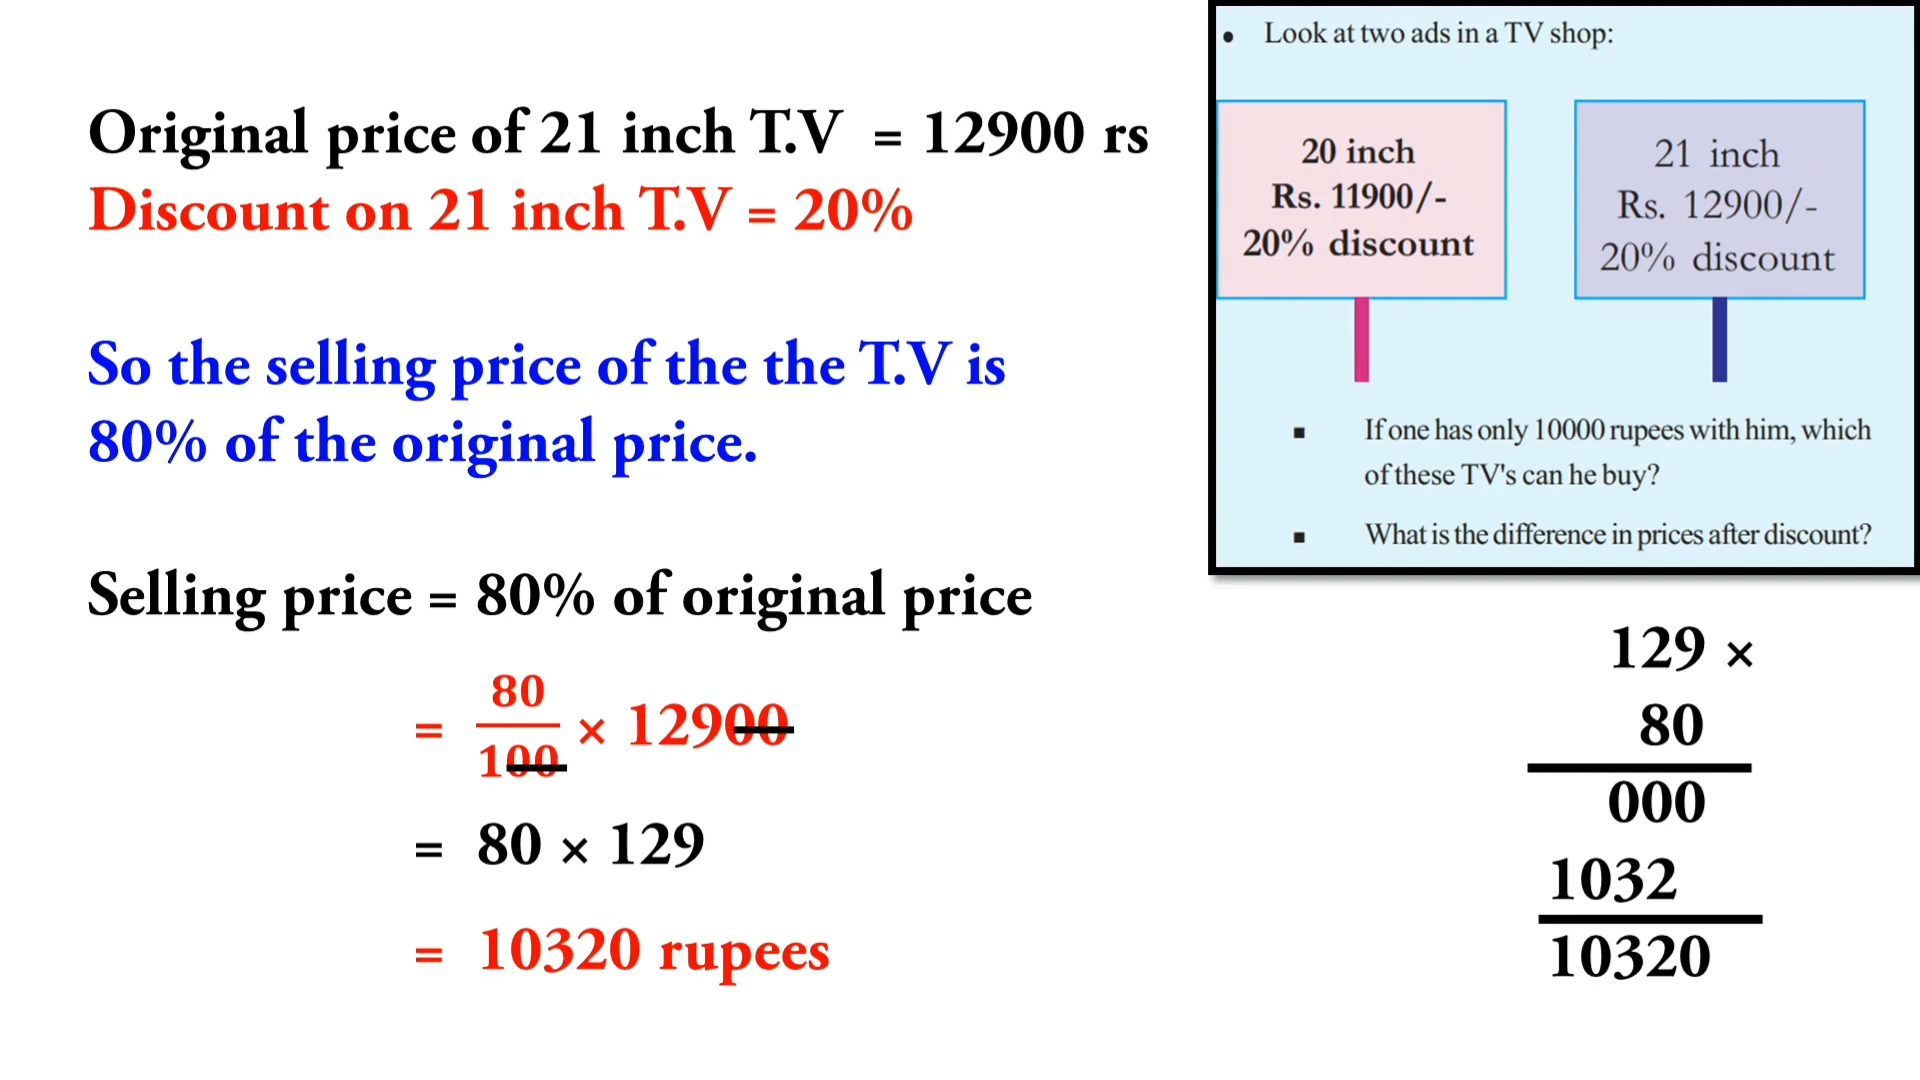 Original price of 21 inch T.V = 12900 rs
Discount on 21 inch T.V = 20%
So the selling price of the the T.V is
80% of the original price.
Selling price = 80% of original price
= 80/100 × 12900
= 80 × 129
= 10320 rupees
• Look at two ads in a TV shop:
20 inch
Rs. 11900/-
20% discount
21 inch
Rs. 12900/-
20% discount
▪ If one has only 10000 rupees with him, which
of these TV's can he buy?
▪ What is the difference in prices after discount?
129 ×
80
000
1032
10320